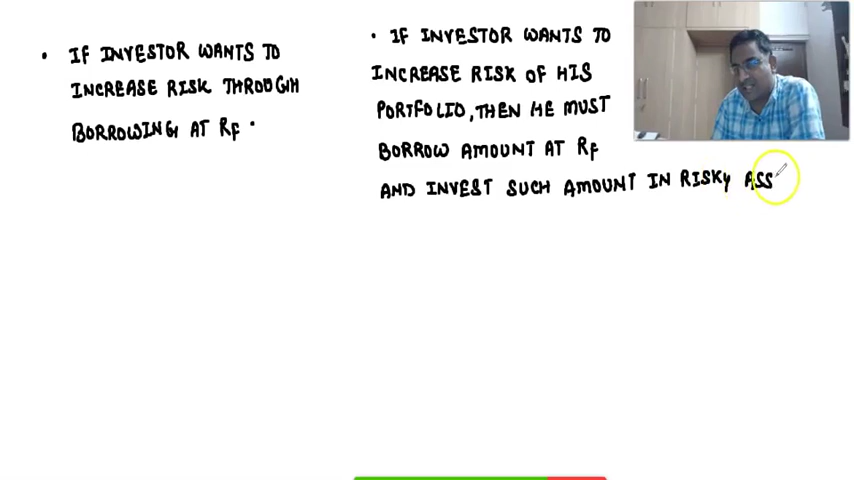 • IF INVESTOR WANTS TO
INCREASE RISK THROUGH
BORROWING AT RF •
• IF INVESTOR WANTS TO
INCREASE RISK OF HIS
PORTFOLIO, THEN HE MUST
BORROW AMOUNT AT RF
AND INVEST SUCH AMOUNT IN RISKY ASS